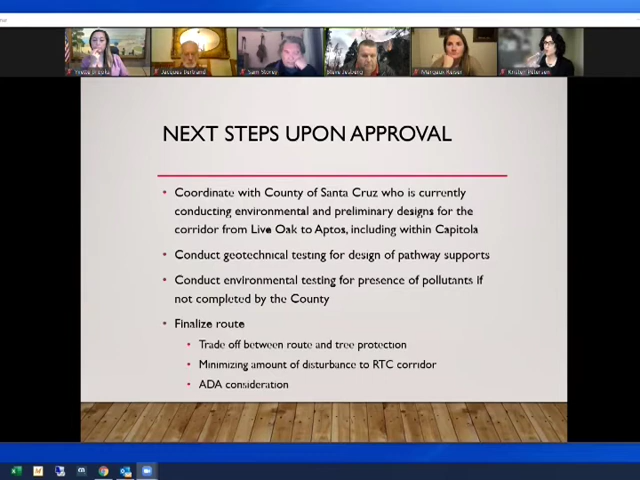 Yvette Brooks
Jacques Bertrand
Sam Storey
Steve Jesberg
Margaux Keiser
Kristen Petersen
NEXT STEPS UPON APPROVAL
• Coordinate with County of Santa Cruz who is currently
conducting environmental and preliminary designs for the
corridor from Live Oak to Aptos, including within Capitola
• Conduct geotechnical testing for design of pathway supports
• Conduct environmental testing for presence of pollutants if
not completed by the County
• Finalize route
• Trade off between route and tree protection
• Minimizing amount of disturbance to RTC corridor
• ADA consideration